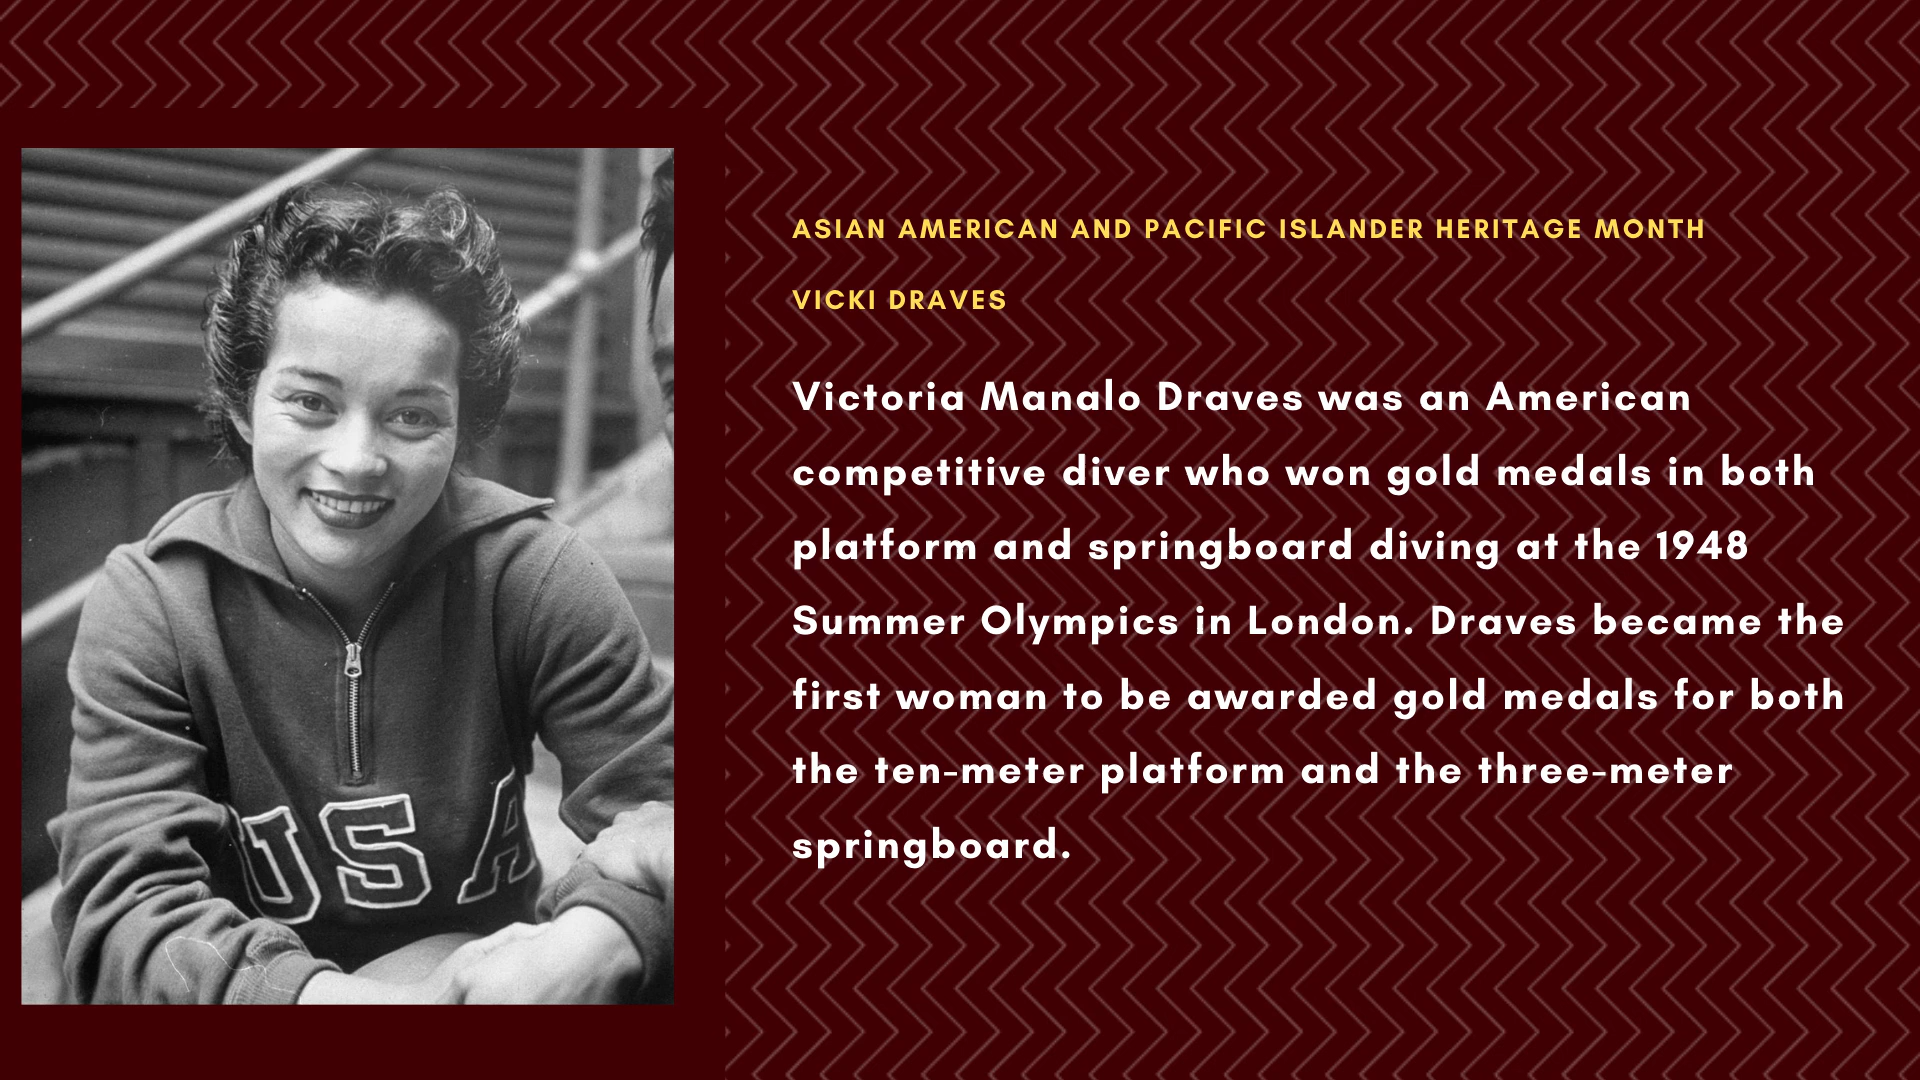 ASIAN AMERICAN AND PACIFIC ISLANDER HERITAGE MONTH
VICKI DRAVES
Victoria Manalo Draves was an American
competitive diver who won gold medals in both
platform and springboard diving at the 1948
Summer Olympics in London. Draves became the
first woman to be awarded gold medals for both
the ten-meter platform and the three-meter
springboard.
USA